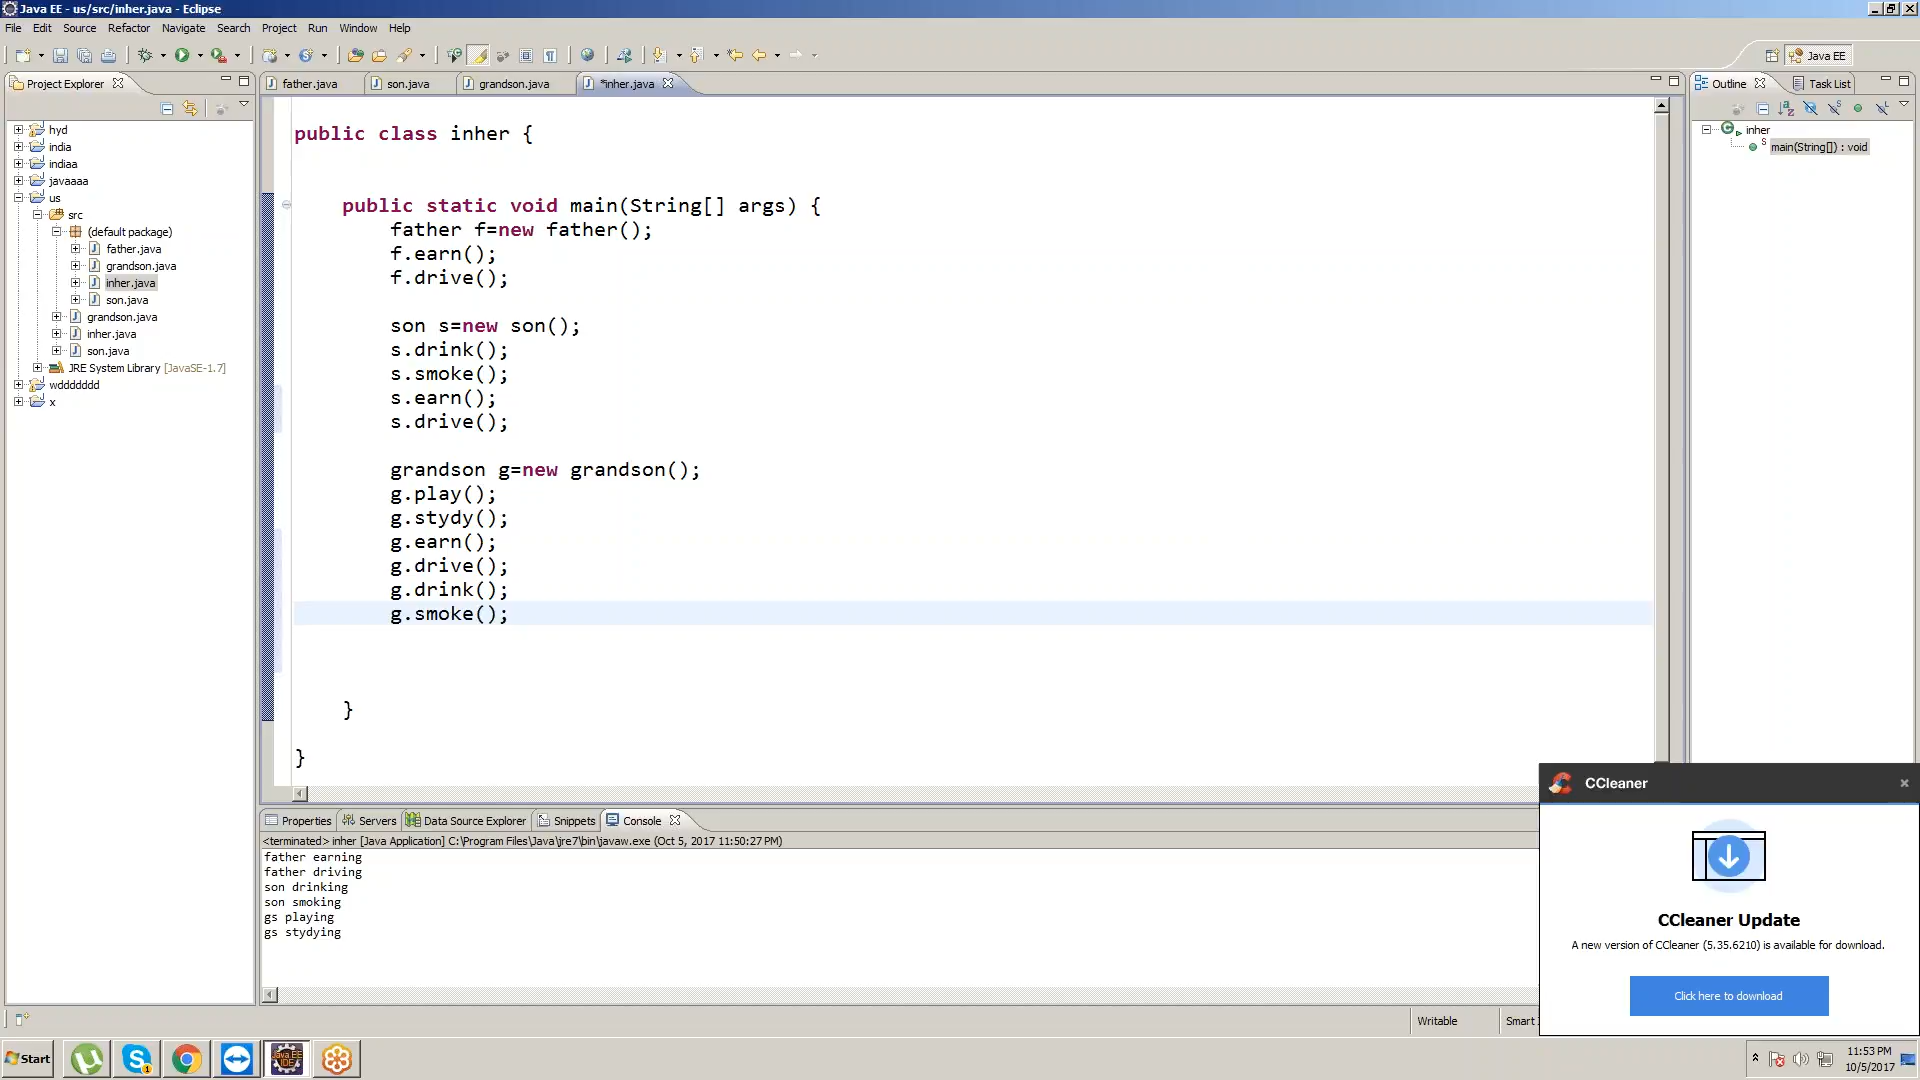 Java EE - us/src/inher.java - Eclipse
File Edit Source Refactor Navigate Search Project Run Window Help
Java EE
Project Explorer
father.java son.java grandson.java *inher.java
Outline Task List
hyd
india
indiaa
javaaaa
us
src
(default package)
father.java
grandson.java
inher.java
son.java
grandson.java
inher.java
son.java
JRE System Library [JavaSE-1.7]
wddddddd
x
public class inher {
public static void main(String[] args) {
father f=new father();
f.earn();
f.drive();
son s=new son();
s.drink();
s.smoke();
s.earn();
s.drive();
grandson g=new grandson();
g.play();
g.stydy();
g.earn();
g.drive();
g.drink();
g.smoke();
}
}
inher
main(String[]) : void
Properties Servers Data Source Explorer Snippets Console
<terminated> inher [Java Application] C:\Program Files\Java\jre7\bin\javaw.exe (Oct 5, 2017 11:50:27 PM)
father earning
father driving
son drinking
son smoking
gs playing
gs stydying
CCleaner
CCleaner Update
A new version of CCleaner (5.35.6210) is available for download.
Click here to download
Writable Smart
Start
11:53 PM
10/5/2017